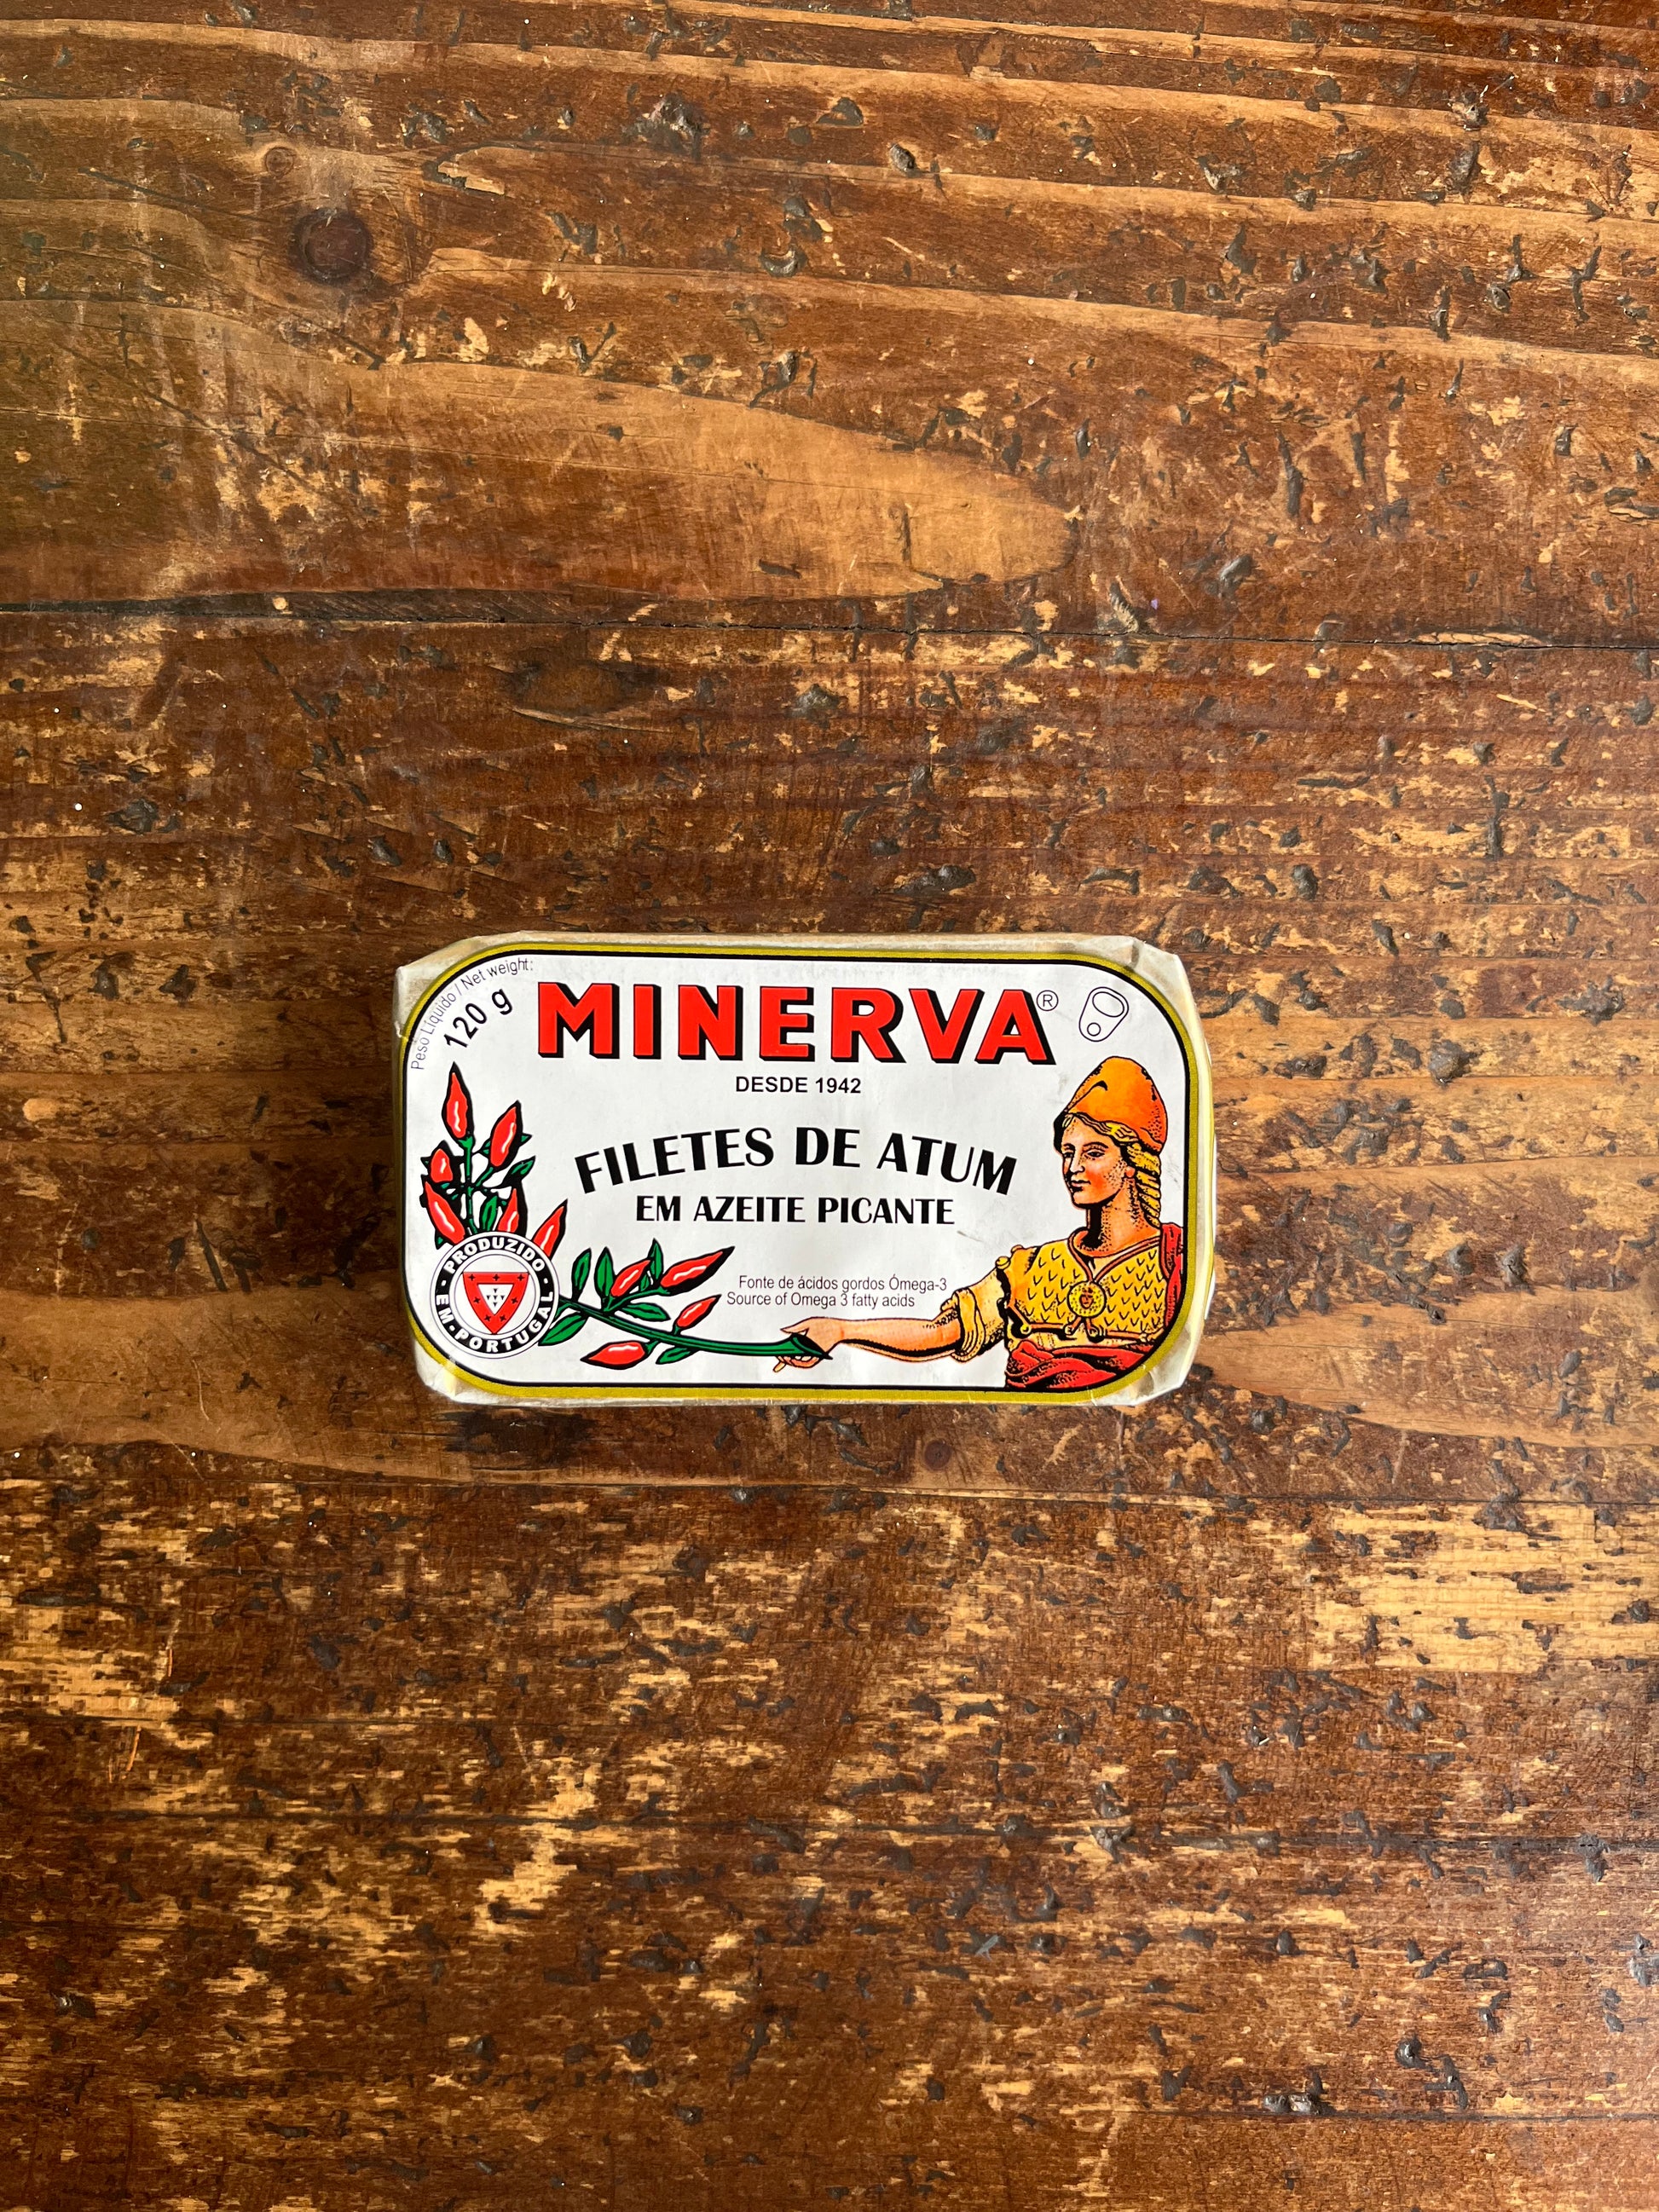 Peso Líquido / Net weight:
120 g
MINERVA®
DESDE 1942
FILETES DE ATUM
EM AZEITE PICANTE
Fonte de ácidos gordos Ómega-3
Source of Omega 3 fatty acids
PRODUZIDO
EM-PORTUGAL